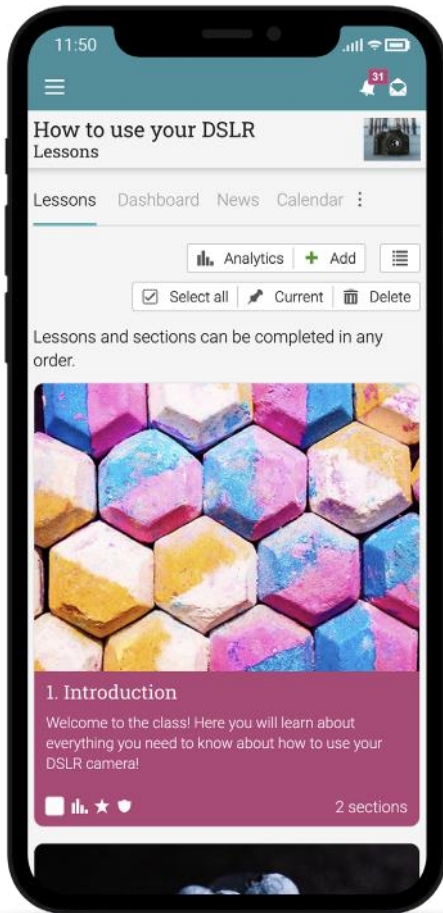 11:50
31
How to use your DSLR
Lessons
Lessons Dashboard News Calendar
Analytics Add
Select all Current Delete
Lessons and sections can be completed in any
order.
1. Introduction
Welcome to the class! Here you will learn about
everything you need to know about how to use your
DSLR camera!
2 sections